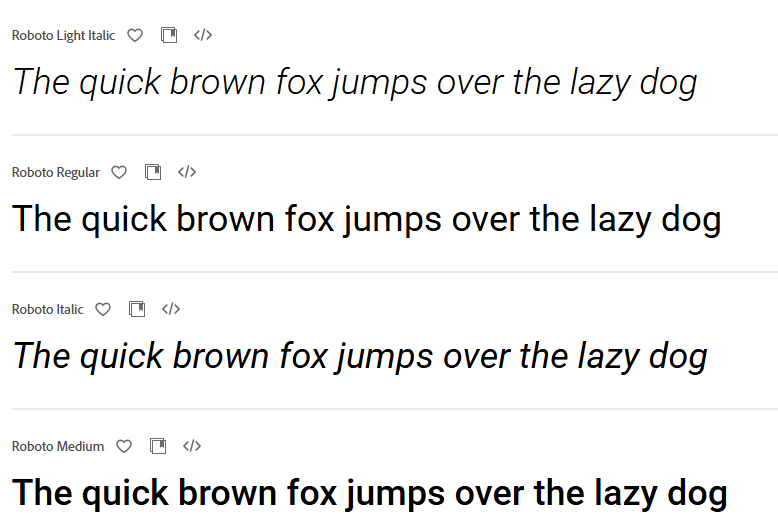 Roboto Light Italic
The quick brown fox jumps over the lazy dog
Roboto Regular
The quick brown fox jumps over the lazy dog
Roboto Italic
The quick brown fox jumps over the lazy dog
Roboto Medium
The quick brown fox jumps over the lazy dog